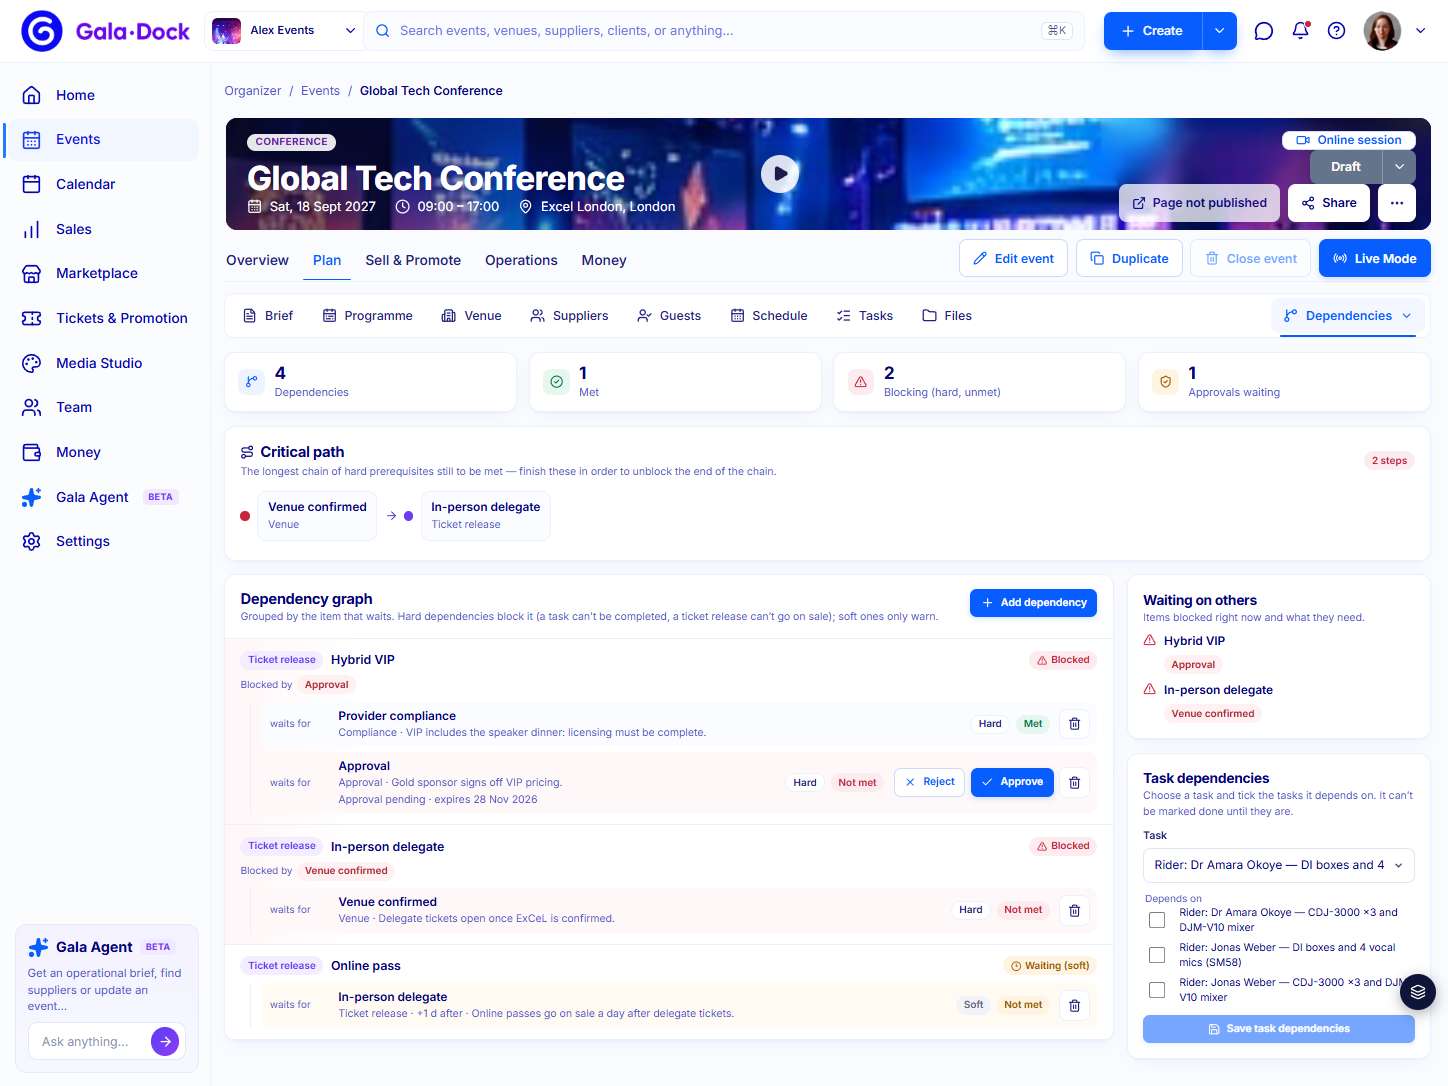 Gala·Dock
Alex Events
Search events, venues, suppliers, clients, or anything...
⌘K
Create
Home
Events
Calendar
Sales
Marketplace
Tickets & Promotion
Media Studio
Team
Money
Gala Agent BETA
Settings
Gala Agent BETA
Get an operational brief, find
suppliers or update an
event...
Ask anything...
Organizer / Events / Global Tech Conference
CONFERENCE
Global Tech Conference
Sat, 18 Sept 2027 09:00 – 17:00 Excel London, London
Online session
Draft
Page not published
Share
Overview
Plan
Sell & Promote
Operations
Money
Edit event
Duplicate
Close event
Live Mode
Brief
Programme
Venue
Suppliers
Guests
Schedule
Tasks
Files
Dependencies
4
Dependencies
1
Met
2
Blocking (hard, unmet)
1
Approvals waiting
Critical path
The longest chain of hard prerequisites still to be met — finish these in order to unblock the end of the chain.
2 steps
Venue confirmed
Venue
In-person delegate
Ticket release
Dependency graph
Grouped by the item that waits. Hard dependencies block it (a task can't be completed, a ticket release can't go on sale); soft ones only warn.
Add dependency
Ticket release Hybrid VIP
Blocked
Blocked by Approval
waits for
Provider compliance
Compliance · VIP includes the speaker dinner: licensing must be complete.
Hard Met
waits for
Approval
Approval · Gold sponsor signs off VIP pricing.
Approval pending · expires 28 Nov 2026
Hard Not met Reject Approve
Ticket release In-person delegate
Blocked
Blocked by Venue confirmed
waits for
Venue confirmed
Venue · Delegate tickets open once ExCeL is confirmed.
Hard Not met
Ticket release Online pass
Waiting (soft)
waits for
In-person delegate
Ticket release · +1 d after · Online passes go on sale a day after delegate tickets.
Soft Not met
Waiting on others
Items blocked right now and what they need.
Hybrid VIP
Approval
In-person delegate
Venue confirmed
Task dependencies
Choose a task and tick the tasks it depends on. It can't
be marked done until they are.
Task
Rider: Dr Amara Okoye — DI boxes and 4
Depends on
Rider: Dr Amara Okoye — CDJ-3000 ×3 and
DJM-V10 mixer
Rider: Jonas Weber — DI boxes and 4 vocal
mics (SM58)
Rider: Jonas Weber — CDJ-3000 ×3 and DJM-
V10 mixer
Save task dependencies